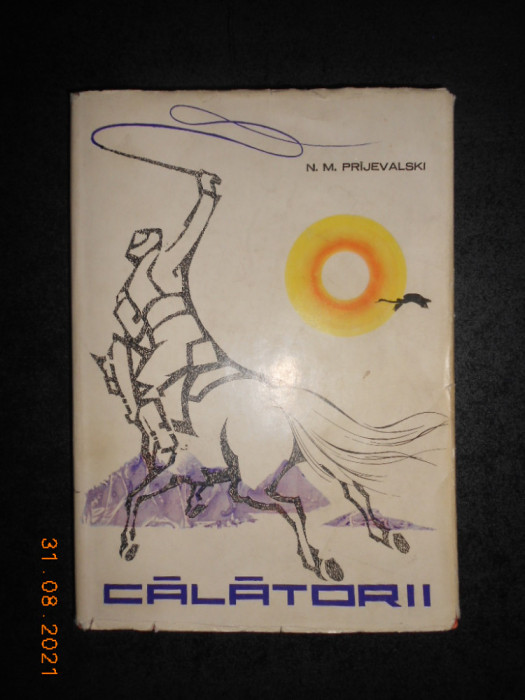 N. M. PRÎJEVALSKI
CĂLĂTORII
31.08.2021